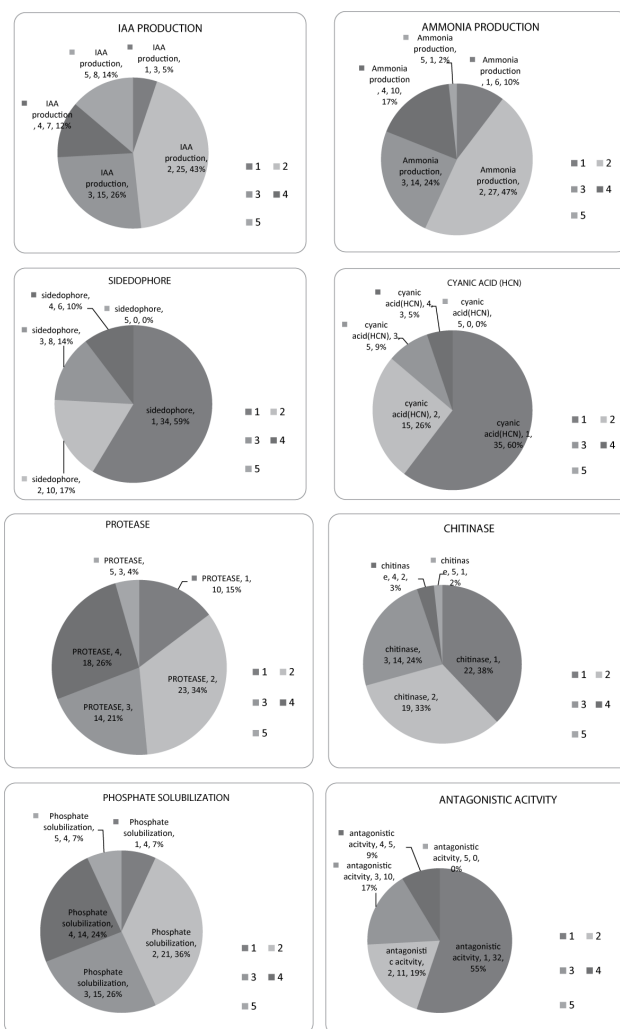 IAA PRODUCTION
IAA
production,
5, 8, 14%
IAA
production,
1, 3, 5%
IAA
production
, 4, 7, 12%
IAA
production,
2, 25, 43%
IAA
production,
3, 15, 26%
1 2
3 4
5
AMMONIA PRODUCTION
Ammonia
production,
5, 1, 2%
Ammonia
production
, 1, 6, 10%
Ammonia
production
, 4, 10,
17%
Ammonia
production,
3, 14, 24%
Ammonia
production,
2, 27, 47%
1 2
3 4
5
SIDEDOPHORE
sidedophore,
4, 6, 10%
sidedophore,
5, 0, 0%
sidedophore,
3, 8, 14%
sidedophore,
1, 34, 59%
sidedophore,
2, 10, 17%
1 2
3 4
5
CYANIC ACID (HCN)
cyanic
acid(HCN), 4,
3, 5%
cyanic
acid(HCN),
5, 0, 0%
cyanic
acid(HCN), 3,
5, 9%
cyanic
acid(HCN), 2,
15, 26%
cyanic
acid(HCN), 1,
35, 60%
1 2
3 4
5
PROTEASE
PROTEASE,
5, 3, 4%
PROTEASE, 1,
10, 15%
PROTEASE, 4,
18, 26%
PROTEASE, 2,
23, 34%
PROTEASE, 3,
14, 21%
1 2
3 4
5
CHITINASE
chitinas
e, 4, 2,
3%
chitinas
e, 5, 1,
2%
chitinase,
3, 14, 24%
chitinase, 1,
22, 38%
chitinase, 2,
19, 33%
1 2
3 4
5
PHOSPHATE SOLUBILIZATION
Phosphate
solubilization,
5, 4, 7%
Phosphate
solubilization,
1, 4, 7%
Phosphate
solubilization,
4, 14, 24%
Phosphate
solubilization,
2, 21, 36%
Phosphate
solubilization,
3, 15, 26%
1 2
3 4
5
ANTAGONISTIC ACITVITY
antagonistic
acitvity, 4, 5,
9%
antagonistic
acitvity, 5, 0,
0%
antagonistic
acitvity, 3, 10,
17%
antagonisti
c acitvity,
2, 11, 19%
antagonistic
acitvity, 1, 32,
55%
1 2
3 4
5